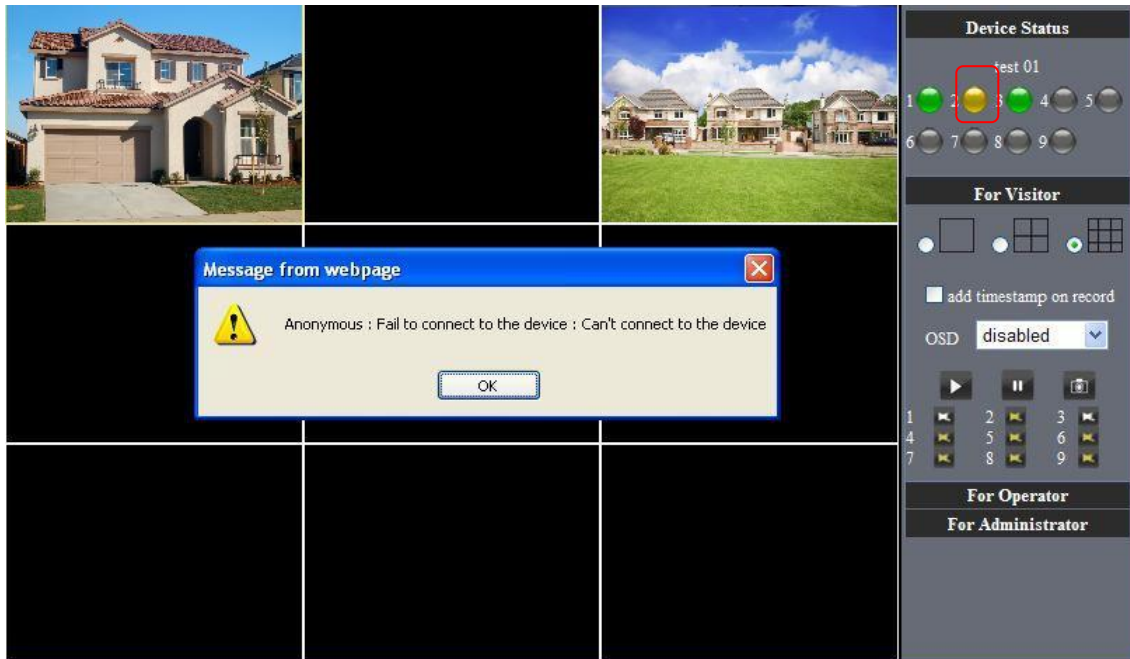 Device Status
test 01
1 2 3 4 5
6 7 8 9
For Visitor
add timestamp on record
OSD disabled
1 2 3
4 5 6
7 8 9
For Operator
For Administrator
Message from webpage
Anonymous : Fail to connect to the device : Can't connect to the device
OK